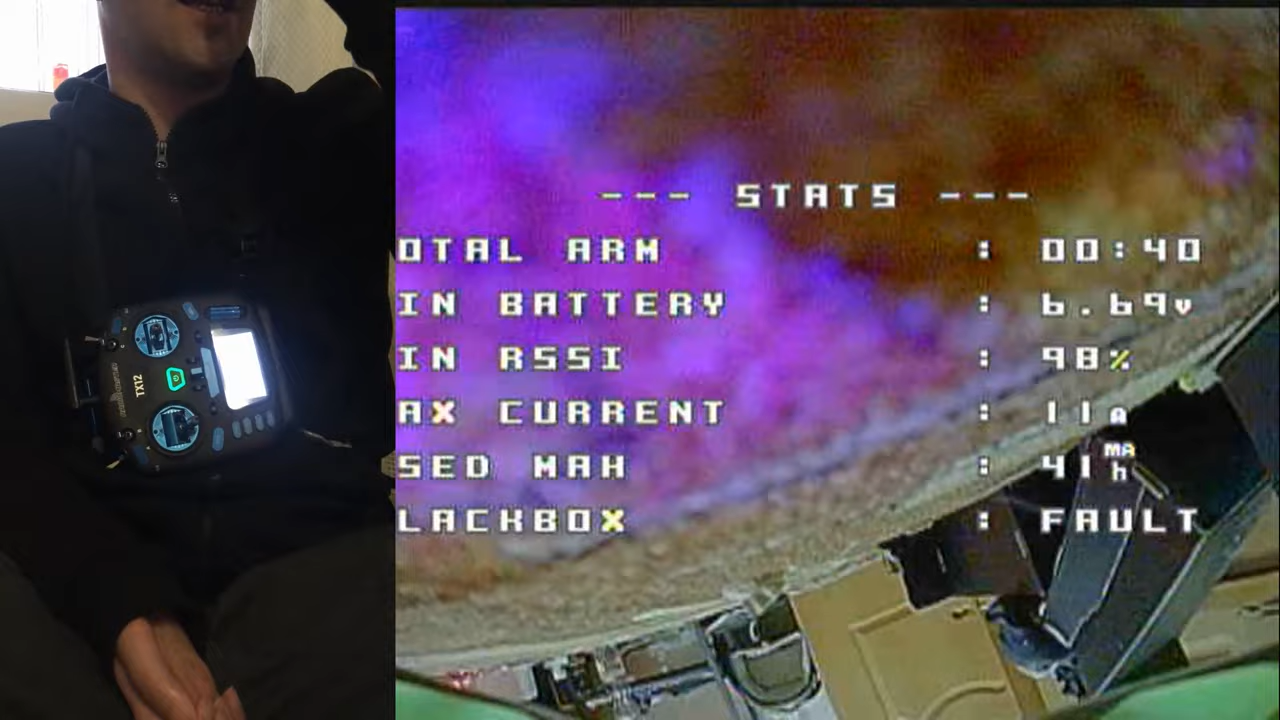 --- STATS ---
OTAL ARM : 00:40
IN BATTERY : 6.69v
IN RSSI : 98%
AX CURRENT : 11A
SED MAH : 41MAh
LACKBOX : FAULT
TX12